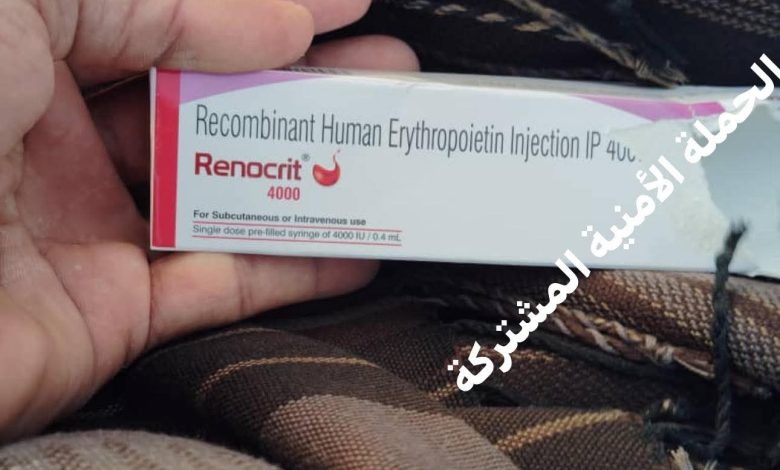 Recombinant Human Erythropoietin Injection IP
Renocrit®
4000
For Subcutaneous or Intravenous use
Single dose pre-filled syringe of 4000 IU / 0.4 mL
الحملة الأمنية المشتركة